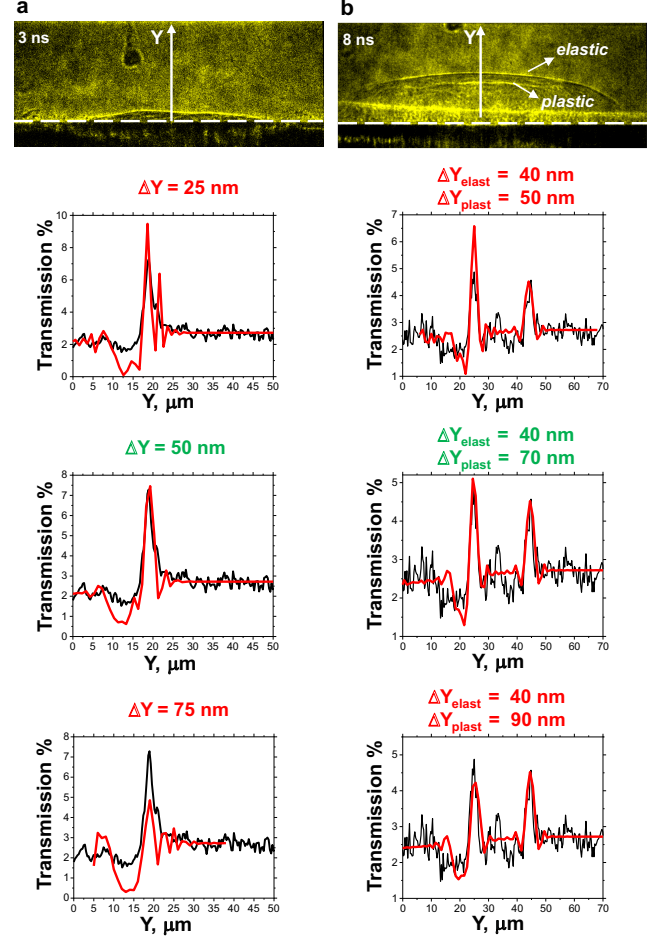 a
b
3 ns
Y
8 ns
Y
elastic
plastic
ΔY = 25 nm
10
8
6
4
2
0
Transmission %
0 5 10 15 20 25 30 35 40 45 50
Y, μm
ΔY = 50 nm
8
7
6
5
4
3
2
1
0
Transmission %
0 5 10 15 20 25 30 35 40 45 50
Y, μm
ΔY = 75 nm
8
7
6
5
4
3
2
1
0
Transmission %
0 5 10 15 20 25 30 35 40 45 50
Y, μm
ΔYelast = 40 nm
ΔYplast = 50 nm
7
6
5
4
3
2
1
Transmission %
0 10 20 30 40 50 60 70
Y, μm
ΔYelast = 40 nm
ΔYplast = 70 nm
5
4
3
2
1
Transmission %
0 10 20 30 40 50 60 70
Y, μm
ΔYelast = 40 nm
ΔYplast = 90 nm
5
4
3
2
1
Transmission %
0 10 20 30 40 50 60 70
Y, μm